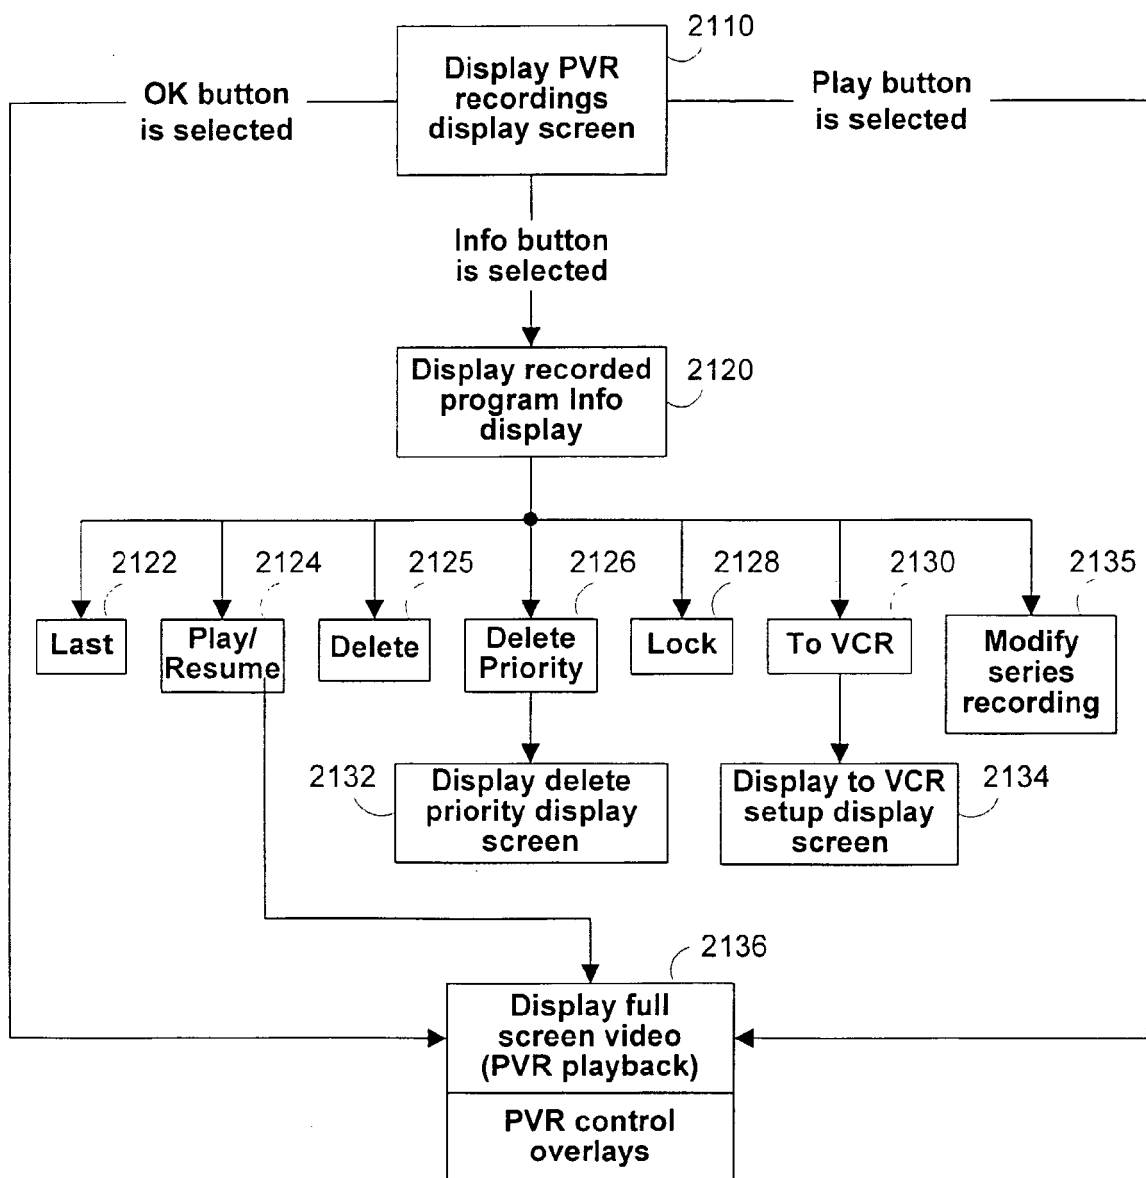 2110
Display PVR
recordings
display screen
OK button
is selected
Play button
is selected
Info button
is selected
Display recorded
program Info
display
2120
2122
2124
2125
2126
2128
2130
2135
Last
Play/
Resume
Delete
Delete
Priority
Lock
To VCR
Modify
series
recording
2132
Display delete
priority display
screen
Display to VCR
setup display
screen
2134
2136
Display full
screen video
(PVR playback)
PVR control
overlays